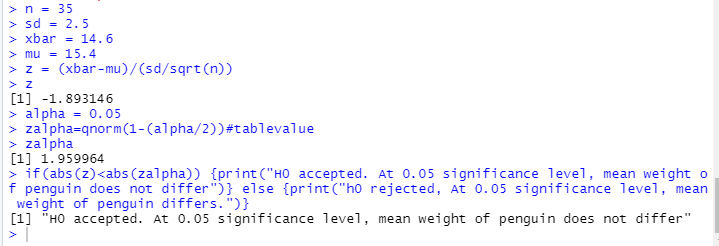 > n = 35
> sd = 2.5
> xbar = 14.6
> mu = 15.4
> z = (xbar-mu)/(sd/sqrt(n))
> z
[1] -1.893146
> alpha = 0.05
> zalpha=qnorm(1-(alpha/2))#tablevalue
> zalpha
[1] 1.959964
> if(abs(z)<abs(zalpha)) {print("H0 accepted. At 0.05 significance level, mean weight o
f penguin does not differ")} else {print("h0 rejected, At 0.05 significance level, mean
 weight of penguin differs.")}
[1] "H0 accepted. At 0.05 significance level, mean weight of penguin does not differ"
>